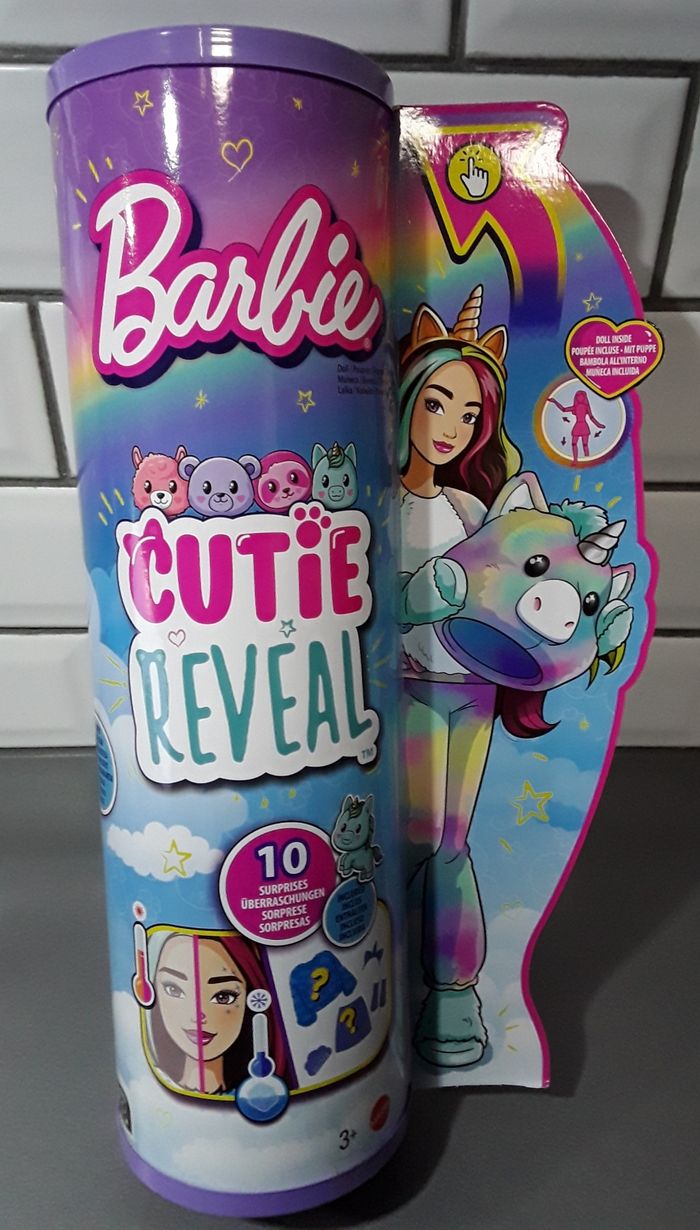 Barbie®
CUTIE
REVEAL™
10
SURPRISES
ÜBERRASCHUNGEN
SORPRESE
SORPRESAS
?
?
3+
DOLL INSIDE
POUPÉE INCLUSE • MIT PUPPE
BAMBOLA ALL'INTERNO
MUÑECA INCLUIDA